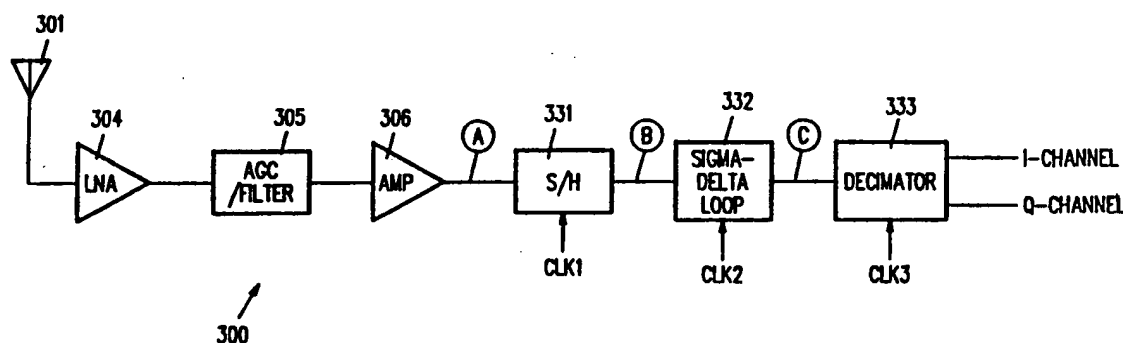 301
304
LNA
305
AGC
/FILTER
306
AMP
A
331
S/H
CLK1
B
332
SIGMA-
DELTA
LOOP
CLK2
C
333
DECIMATOR
CLK3
I-CHANNEL
Q-CHANNEL
300